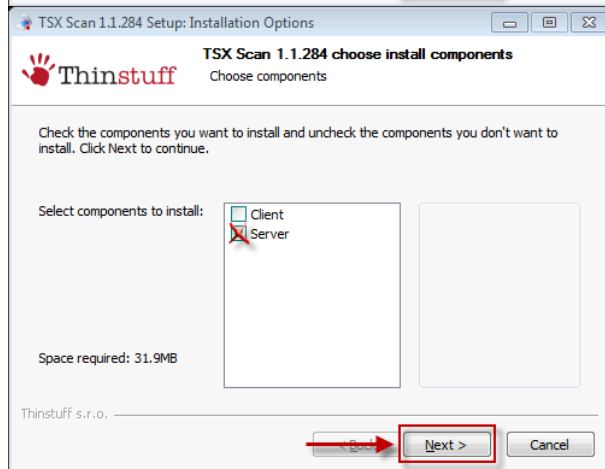 TSX Scan 1.1.284 Setup: Installation Options
Thinstuff
TSX Scan 1.1.284 choose install components
Choose components
Check the components you want to install and uncheck the components you don't want to
install. Click Next to continue.
Select components to install:
Client
Server
Space required: 31.9MB
Thinstuff s.r.o.
< Back
Next >
Cancel